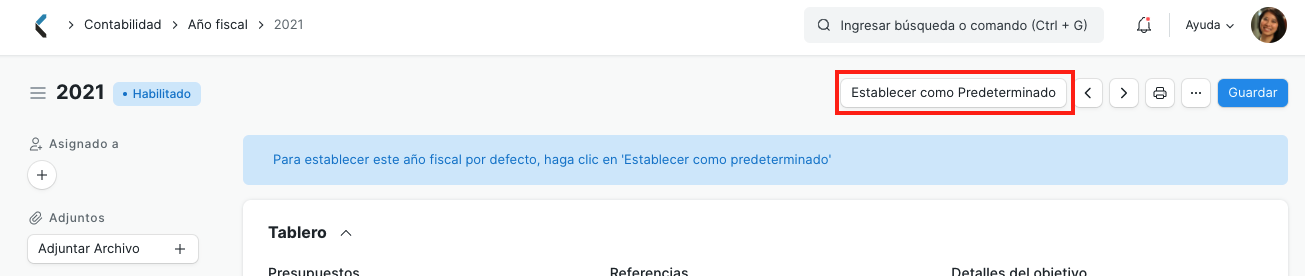 Contabilidad > Año fiscal > 2021
Ingresar búsqueda o comando (Ctrl + G)
Ayuda
2021
• Habilitado
Establecer como Predeterminado
Guardar
Asignado a
Para establecer este año fiscal por defecto, haga clic en 'Establecer como predeterminado'
Adjuntos
Adjuntar Archivo
Tablero
Presupuestos
Referencias
Detalles del objetivo